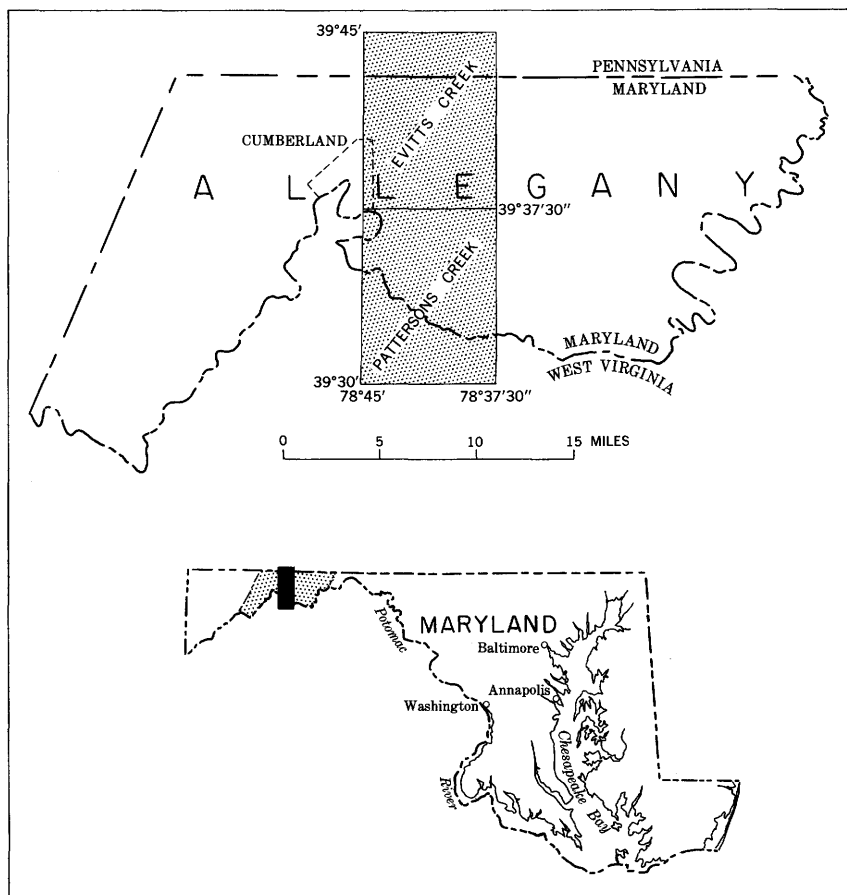 39°45′
PENNSYLVANIA
MARYLAND
EVITTS CREEK
CUMBERLAND
ALLEGANY
39°37′30″
PATTERSONS CREEK
MARYLAND
WEST VIRGINIA
39°30′
78°45′
78°37′30″
0 5 10 15 MILES
MARYLAND
Potomac
River
Baltimore
Annapolis
Washington
Chesapeake Bay